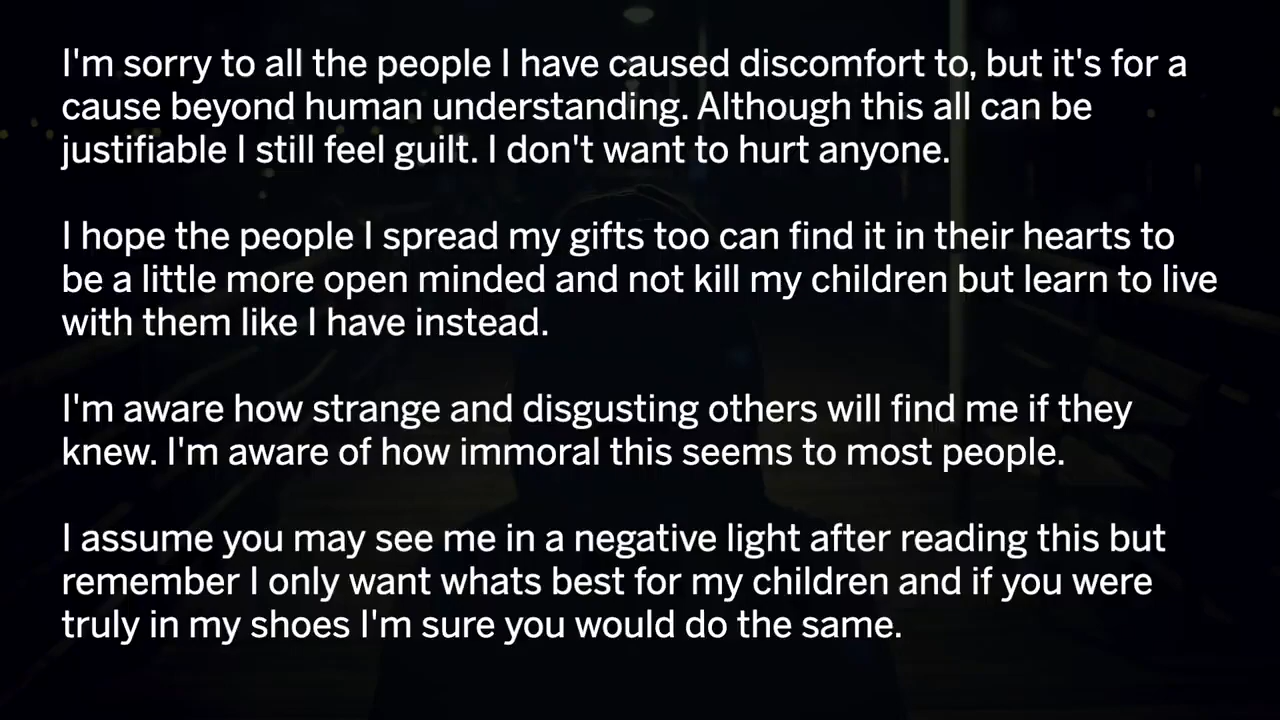 I'm sorry to all the people I have caused discomfort to, but it's for a
cause beyond human understanding. Although this all can be
justifiable I still feel guilt. I don't want to hurt anyone.
I hope the people I spread my gifts too can find it in their hearts to
be a little more open minded and not kill my children but learn to live
with them like I have instead.
I'm aware how strange and disgusting others will find me if they
knew. I'm aware of how immoral this seems to most people.
I assume you may see me in a negative light after reading this but
remember I only want whats best for my children and if you were
truly in my shoes I'm sure you would do the same.